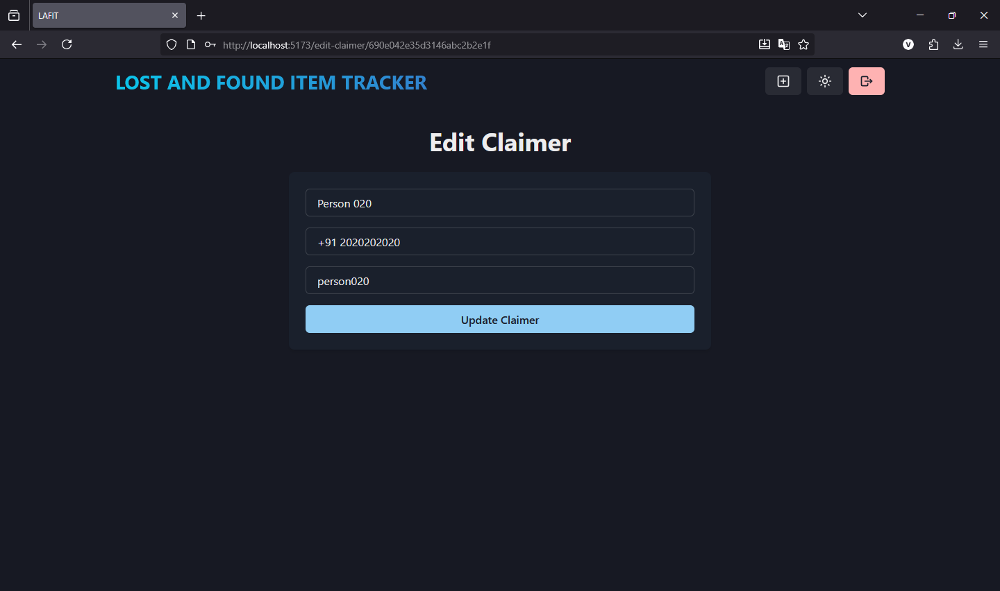 LAFIT
http://localhost:5173/edit-claimer/690e042e35d3146abc2b2e1f
V
LOST AND FOUND ITEM TRACKER
Edit Claimer
Person 020
+91 2020202020
person020
Update Claimer